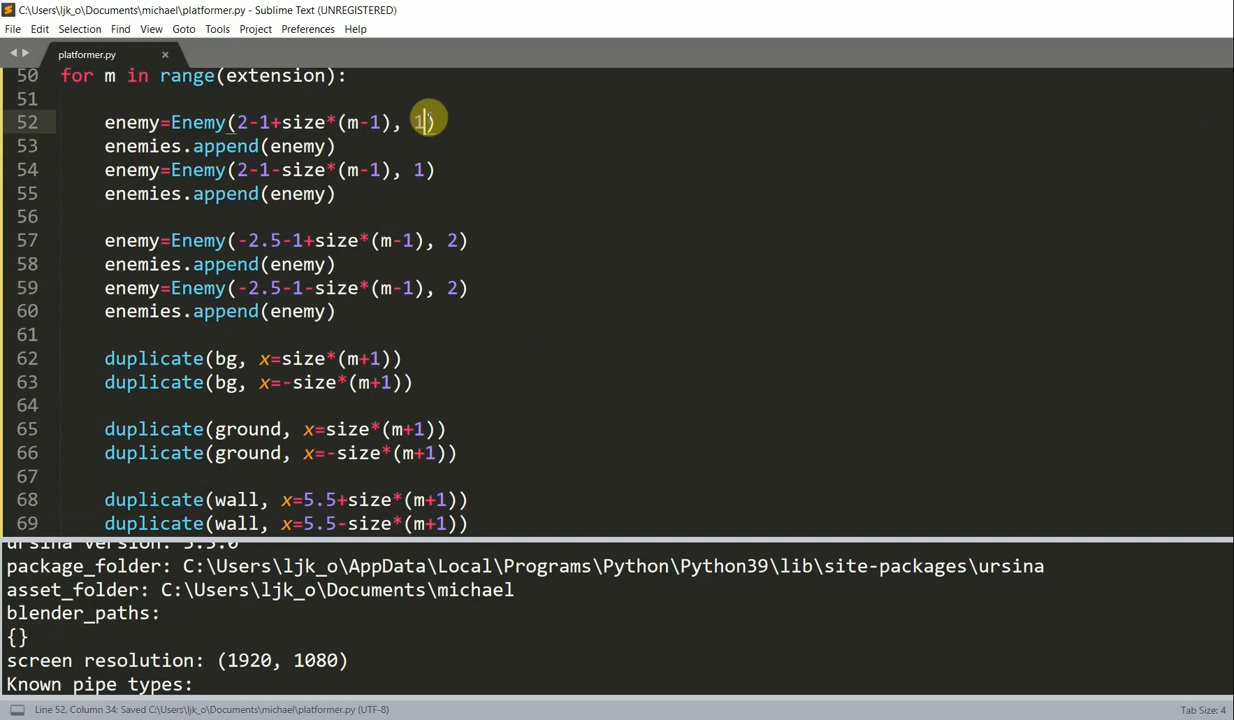 C:\Users\ljk_o\Documents\michael\platformer.py - Sublime Text (UNREGISTERED)
File Edit Selection Find View Goto Tools Project Preferences Help
platformer.py ×
50 for m in range(extension):
51
52 enemy=Enemy(2-1+size*(m-1), 1)
53 enemies.append(enemy)
54 enemy=Enemy(2-1-size*(m-1), 1)
55 enemies.append(enemy)
56
57 enemy=Enemy(-2.5-1+size*(m-1), 2)
58 enemies.append(enemy)
59 enemy=Enemy(-2.5-1-size*(m-1), 2)
60 enemies.append(enemy)
61
62 duplicate(bg, x=size*(m+1))
63 duplicate(bg, x=-size*(m+1))
64
65 duplicate(ground, x=size*(m+1))
66 duplicate(ground, x=-size*(m+1))
67
68 duplicate(wall, x=5.5+size*(m+1))
69 duplicate(wall, x=5.5-size*(m+1))
ursina version: 3.5.0
package_folder: C:\Users\ljk_o\AppData\Local\Programs\Python\Python39\lib\site-packages\ursina
asset_folder: C:\Users\ljk_o\Documents\michael
blender_paths:
{}
screen resolution: (1920, 1080)
Known pipe types:
Line 52, Column 34; Saved C:\Users\ljk_o\Documents\michael\platformer.py (UTF-8) Tab Size: 4